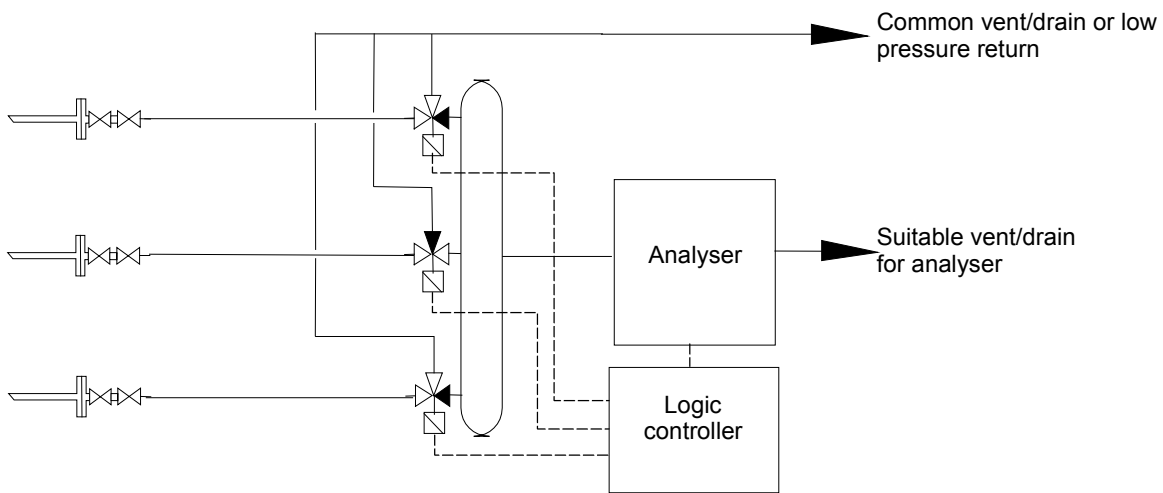 Common vent/drain or low
pressure return
Analyser
Suitable vent/drain
for analyser
Logic
controller